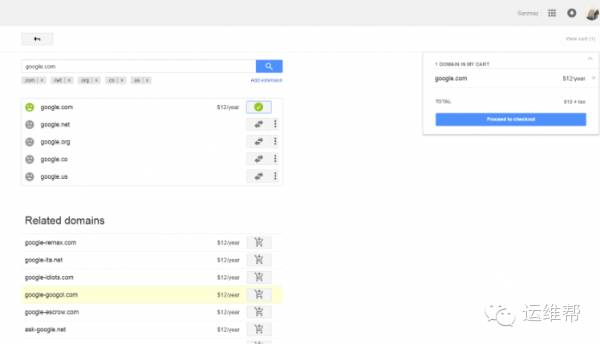 Sanmay
View cart (1)
google.com
com × net × org × co × us ×
Add extension
google.com $12/year
google.net
google.org
google.co
google.us
1 DOMAIN IN MY CART
google.com $12/year ×
TOTAL $12 + tax
Proceed to checkout
Related domains
google-remax.com $12/year
google-ita.net $12/year
google-idiots.com $12/year
google-googol.com $12/year
google-escrow.com $12/year
ask-google.net $12/year
运维帮